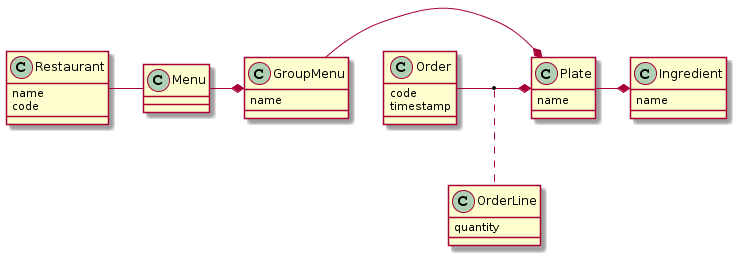 C Restaurant
name
code
C Menu
C GroupMenu
name
C Order
code
timestamp
C Plate
name
C Ingredient
name
C OrderLine
quantity